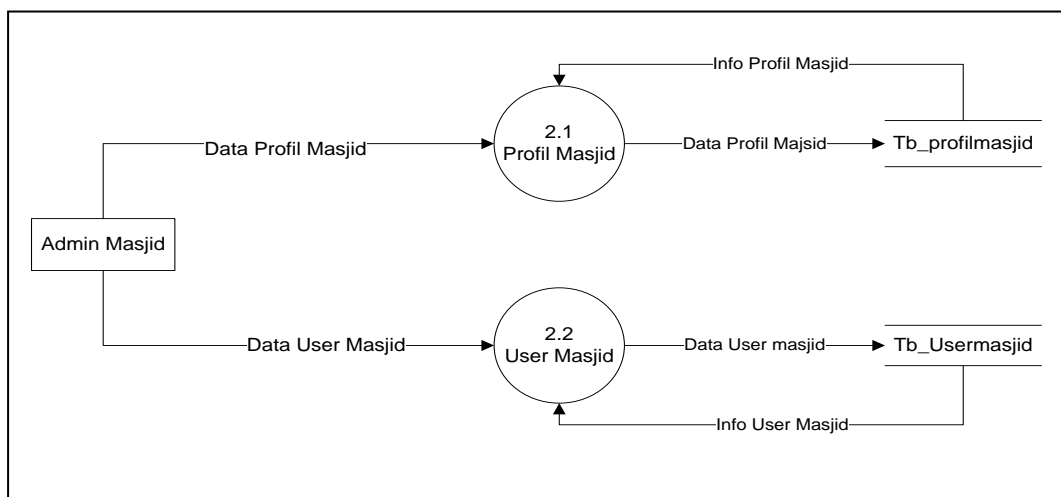 Info Profil Masjid
2.1
Profil Masjid
Data Profil Masjid
Data Profil Majsid
Tb_profilmasjid
Admin Masjid
2.2
User Masjid
Data User Masjid
Data User masjid
Tb_Usermasjid
Info User Masjid